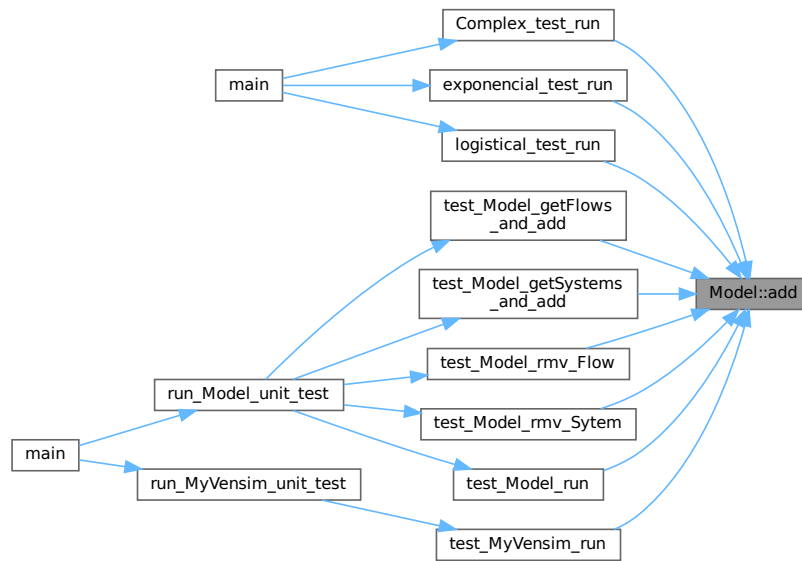 Complex_test_run
main
exponencial_test_run
logistical_test_run
test_Model_getFlows
_and_add
test_Model_getSystems
_and_add
Model::add
test_Model_rmv_Flow
run_Model_unit_test
test_Model_rmv_Sytem
main
run_MyVensim_unit_test
test_Model_run
test_MyVensim_run